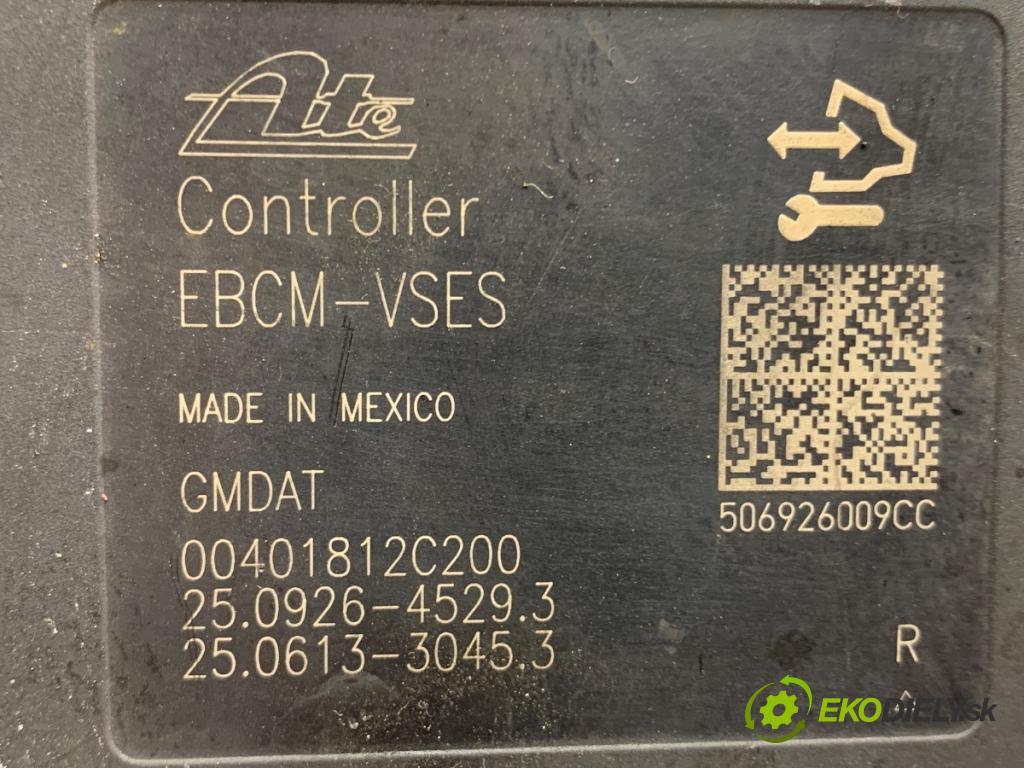 Ate
Controller
EBCM-VSES
MADE IN MEXICO
GMDAT
00401812C200
25.0926-4529.3
25.0613-3045.3
506926009CC
R
EKODIELY.sk